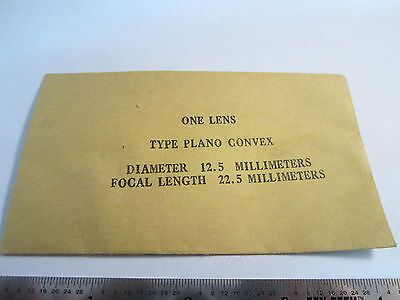 ONE LENS
TYPE PLANO CONVEX
DIAMETER 12.5 MILLIMETERS
FOCAL LENGTH 22.5 MILLIMETERS